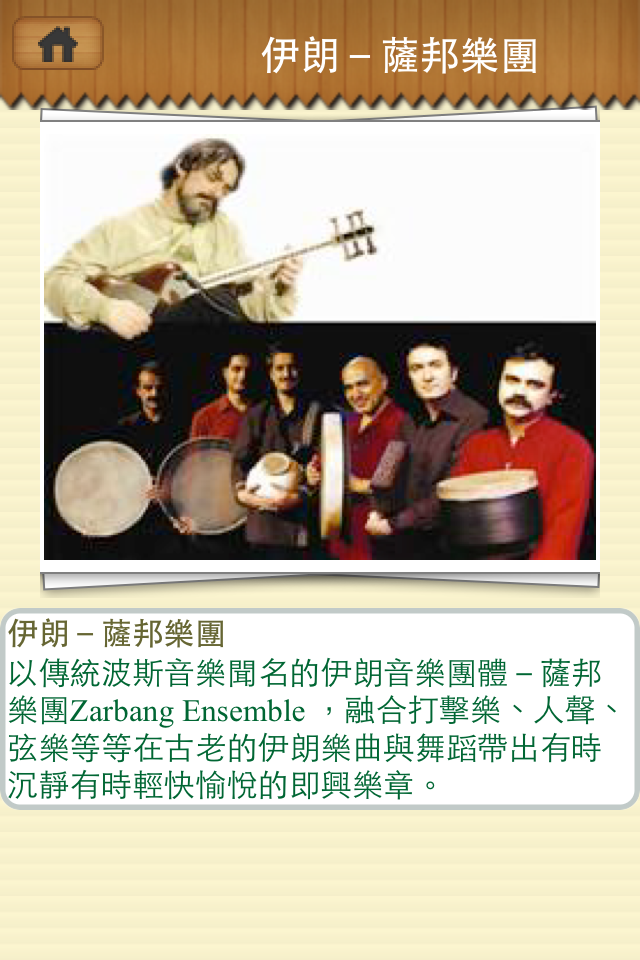 伊朗 – 薩邦樂團
伊朗 – 薩邦樂團
以傳統波斯音樂聞名的伊朗音樂團體 – 薩邦
樂團Zarbang Ensemble ，融合打擊樂、人聲、
弦樂等等在古老的伊朗樂曲與舞蹈帶出有時
沉靜有時輕快愉悅的即興樂章。